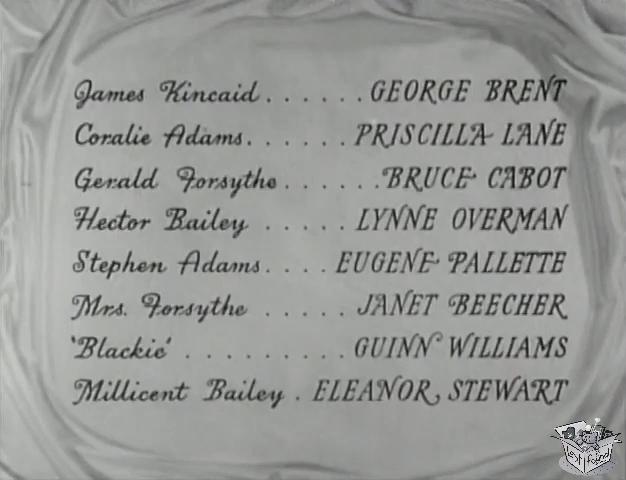 James Kincaid . . . . . . GEORGE BRENT
Coralie Adams . . . . . . PRISCILLA LANE
Gerald Forsythe . . . . . . BRUCE CABOT
Hector Bailey . . . . . LYNNE OVERMAN
Stephen Adams . . . . EUGENE PALLETTE
Mrs. Forsythe . . . . . JANET BEECHER
'Blackie' . . . . . . . . . GUINN WILLIAMS
Millicent Bailey . ELEANOR STEWART